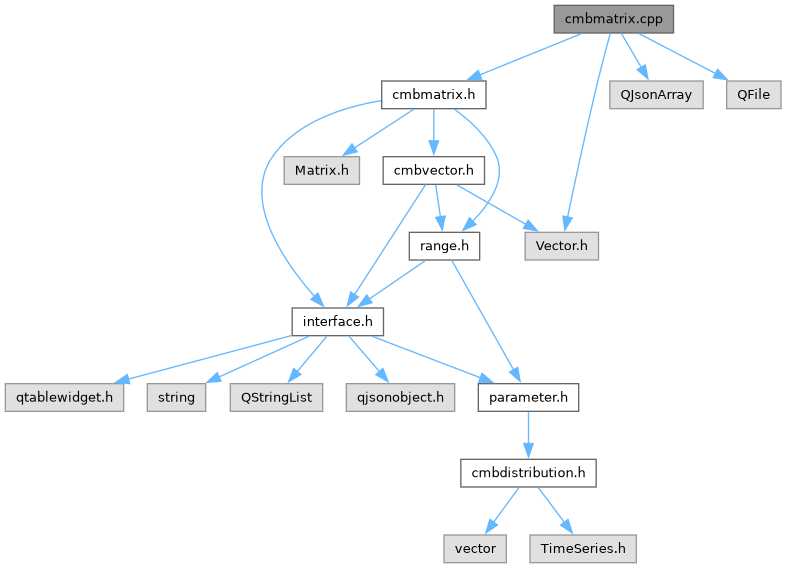 cmbmatrix.cpp
cmbmatrix.h
QJsonArray
QFile
Matrix.h
cmbvector.h
range.h
Vector.h
interface.h
qtablewidget.h
string
QStringList
qjsonobject.h
parameter.h
cmbdistribution.h
vector
TimeSeries.h